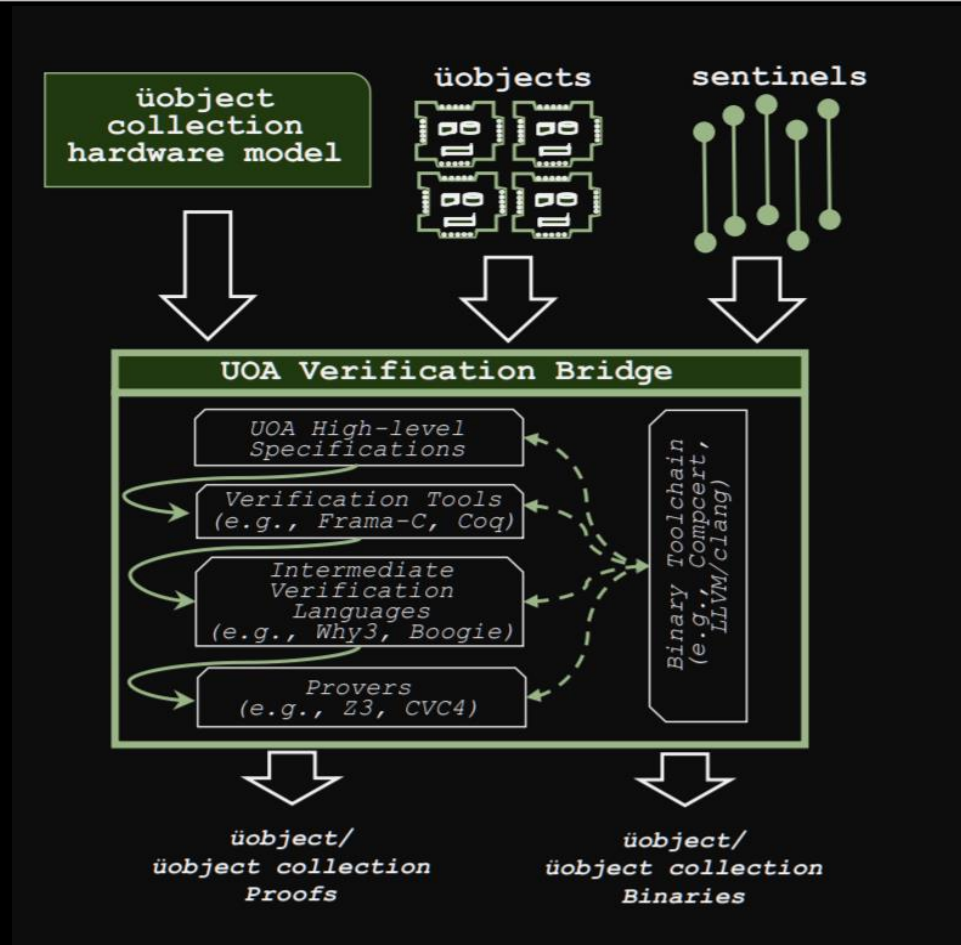 üobject
collection
hardware model
üobjects
sentinels
UOA Verification Bridge
UOA High-level
Specifications
Verification Tools
(e.g., Frama-C, Coq)
Intermediate
Verification
Languages
(e.g., Why3, Boogie)
Provers
(e.g., Z3, CVC4)
Binary Toolchain
(e.g., Compcert,
LLVM/clang)
üobject/
üobject collection
Proofs
üobject/
üobject collection
Binaries